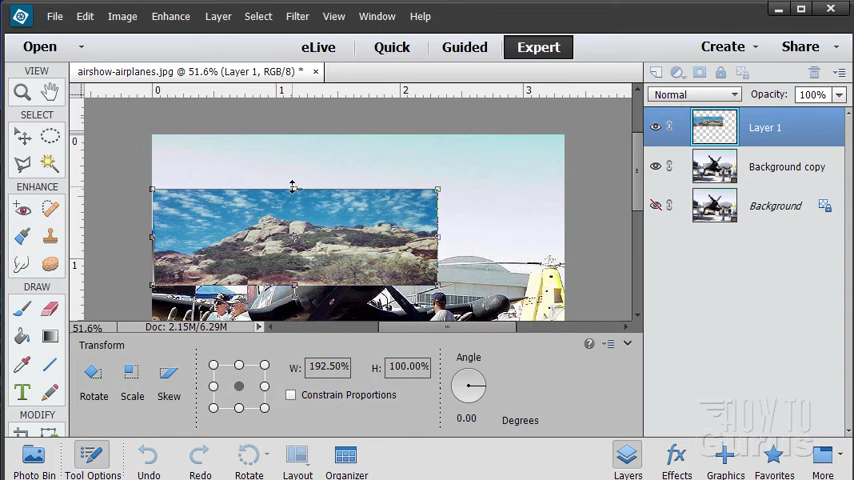 File Edit Image Enhance Layer Select Filter View Window Help
Open eLive Quick Guided Expert Create Share
VIEW
airshow-airplanes.jpg @ 51.6% (Layer 1, RGB/8) * ×
0 1 2 3
Normal Opacity: 100%
SELECT
Layer 1
0
Background copy
ENHANCE
Background
1
DRAW
51.6% Doc: 2.15M/6.29M
Transform
Rotate Scale Skew
W: 192.50% H: 100.00%
Constrain Proportions
Angle
0.00 Degrees
MODIFY
HOW TO
Gurus
Photo Bin Tool Options Undo Redo Rotate Layout Organizer Layers Effects Graphics Favorites More